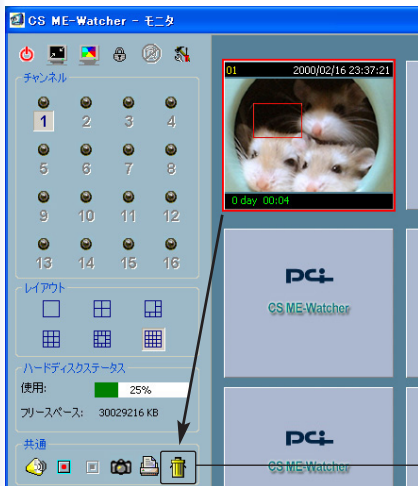 CS ME-Watcher - モニタ
チャンネル
1 2 3 4
5 6 7 8
9 10 11 12
13 14 15 16
レイアウト
ハードディスクステータス
使用: 25%
フリースペース: 30029216 KB
共通
01 2000/02/16 23:37:21
0 day 00:04
PCi
CS ME-Watcher
PCi
CS ME-Watcher